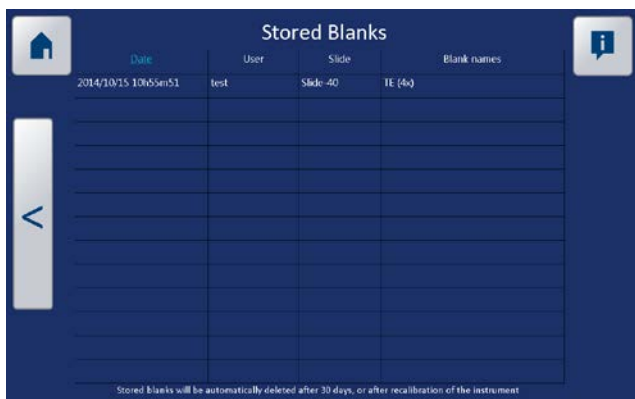 Stored Blanks
Date User Slide Blank names
2014/10/15 10h55m51 test Slide-40 TE (4x)
<
Stored blanks will be automatically deleted after 30 days, or after recalibration of the instrument